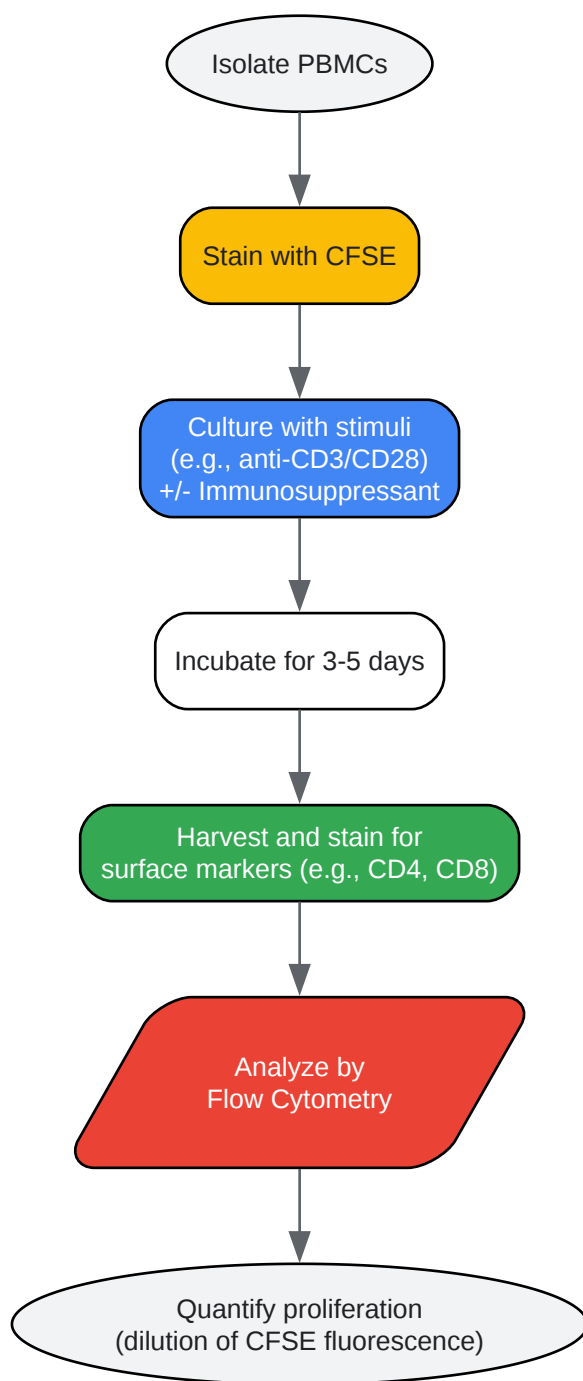 Isolate PBMCs
Stain with CFSE
Culture with stimuli
(e.g., anti-CD3/CD28)
+/- Immunosuppressant
Incubate for 3-5 days
Harvest and stain for
surface markers (e.g., CD4, CD8)
Analyze by
Flow Cytometry
Quantify proliferation
(dilution of CFSE fluorescence)